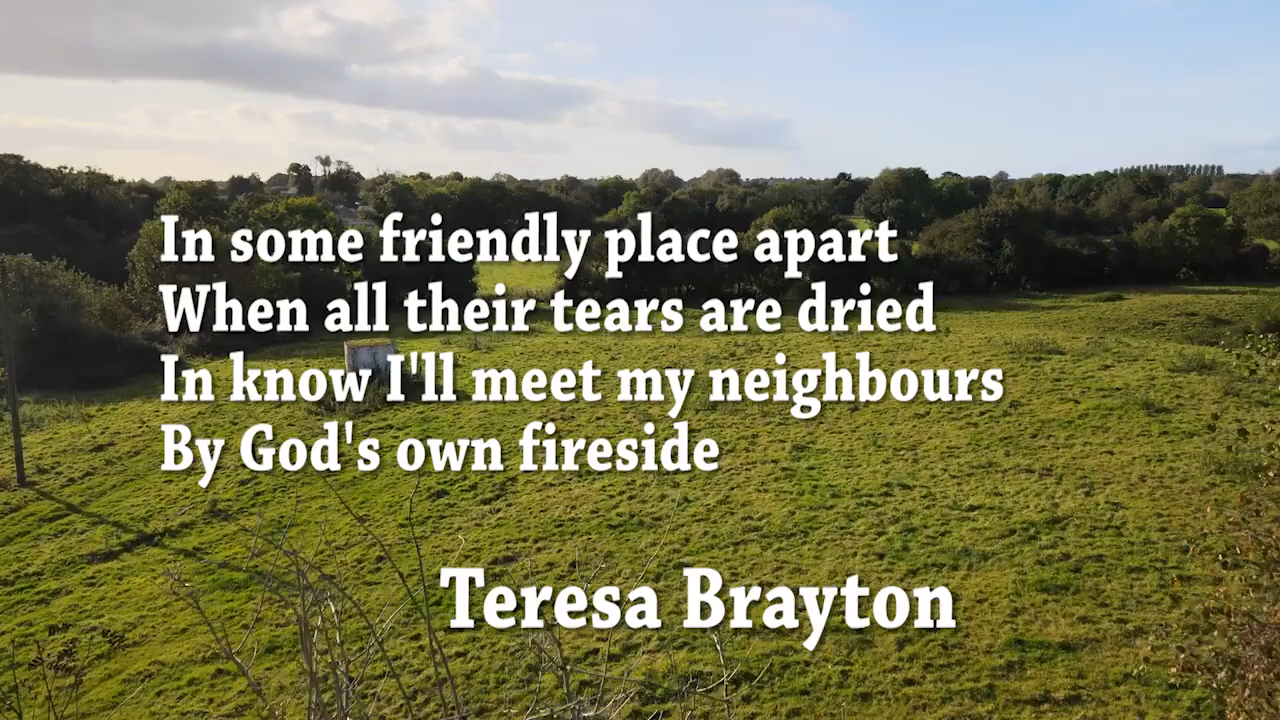 In some friendly place apart
When all their tears are dried
In know I'll meet my neighbours
By God's own fireside
Teresa Brayton